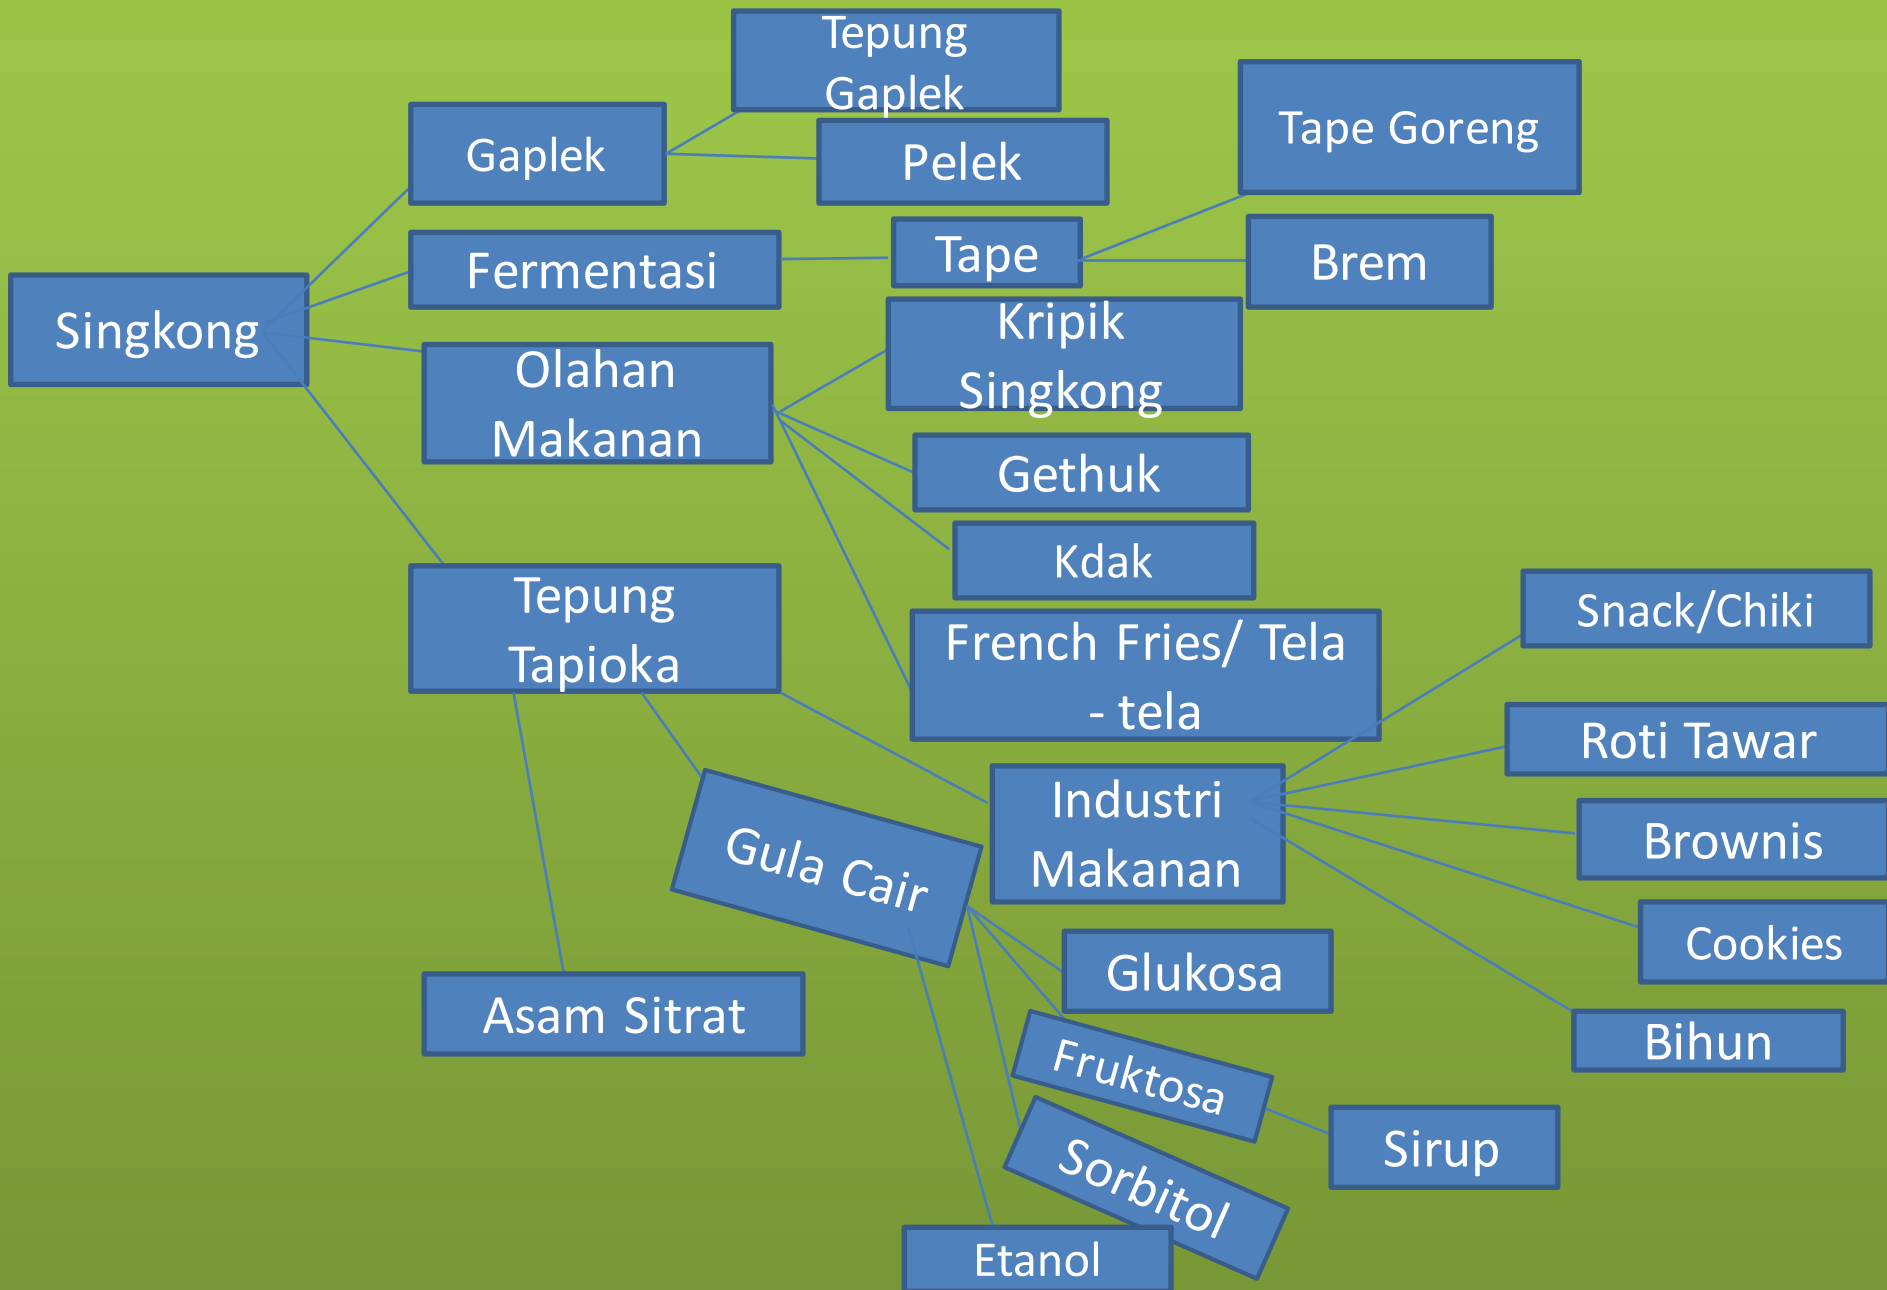 Tepung
Gaplek
Gaplek
Pelek
Tape Goreng
Fermentasi
Tape
Brem
Singkong
Olahan
Makanan
Kripik
Singkong
Gethuk
Kdak
French Fries/ Tela
- tela
Tepung
Tapioka
Snack/Chiki
Roti Tawar
Industri
Makanan
Brownis
Cookies
Bihun
Gula Cair
Glukosa
Asam Sitrat
Fruktosa
Sirup
Sorbitol
Etanol